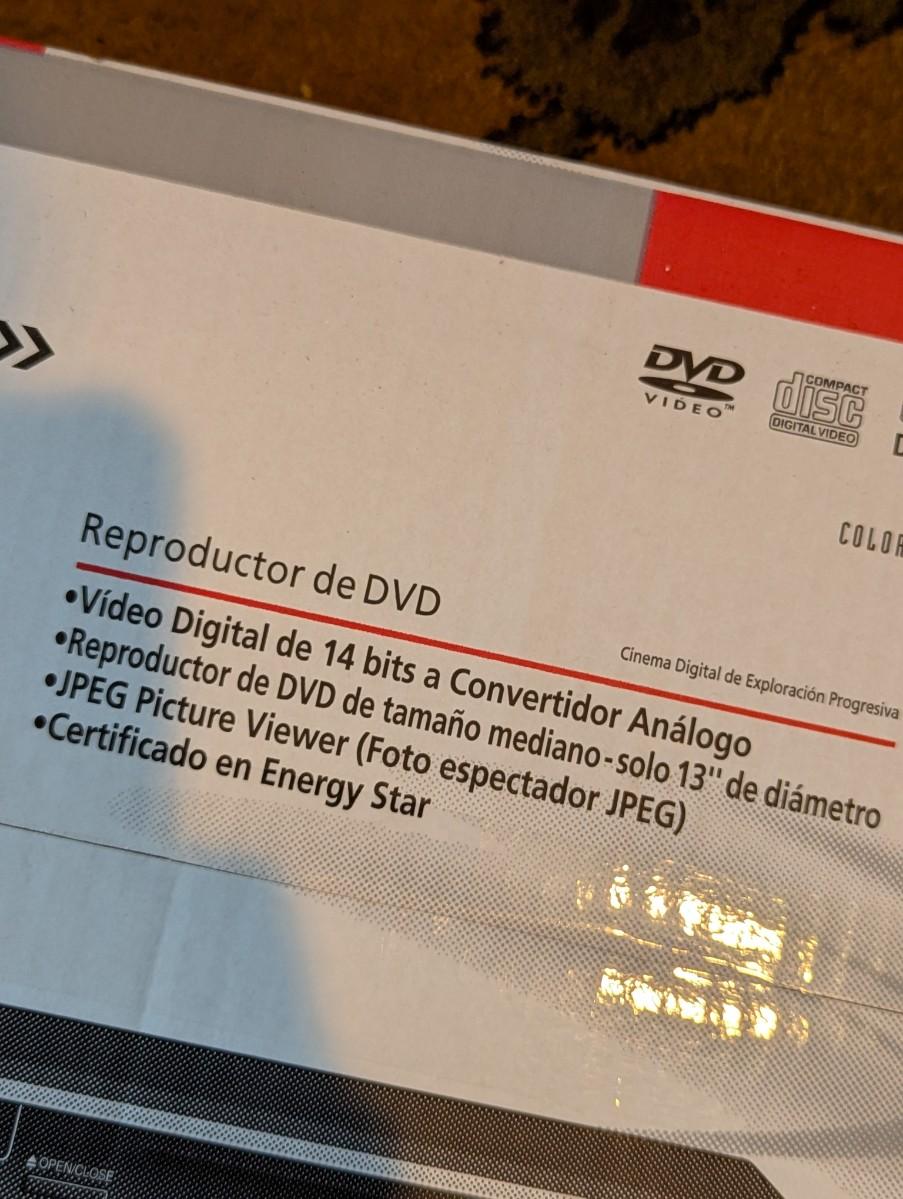 DVD
VIDEO™
COMPACT
disc
DIGITAL VIDEO
COLOR
Reproductor de DVD
Cinema Digital de Exploración Progresiva
•Vídeo Digital de 14 bits a Convertidor Análogo
•Reproductor de DVD de tamaño mediano-solo 13" de diámetro
•JPEG Picture Viewer (Foto espectador JPEG)
•Certificado en Energy Star
OPEN/CLOSE